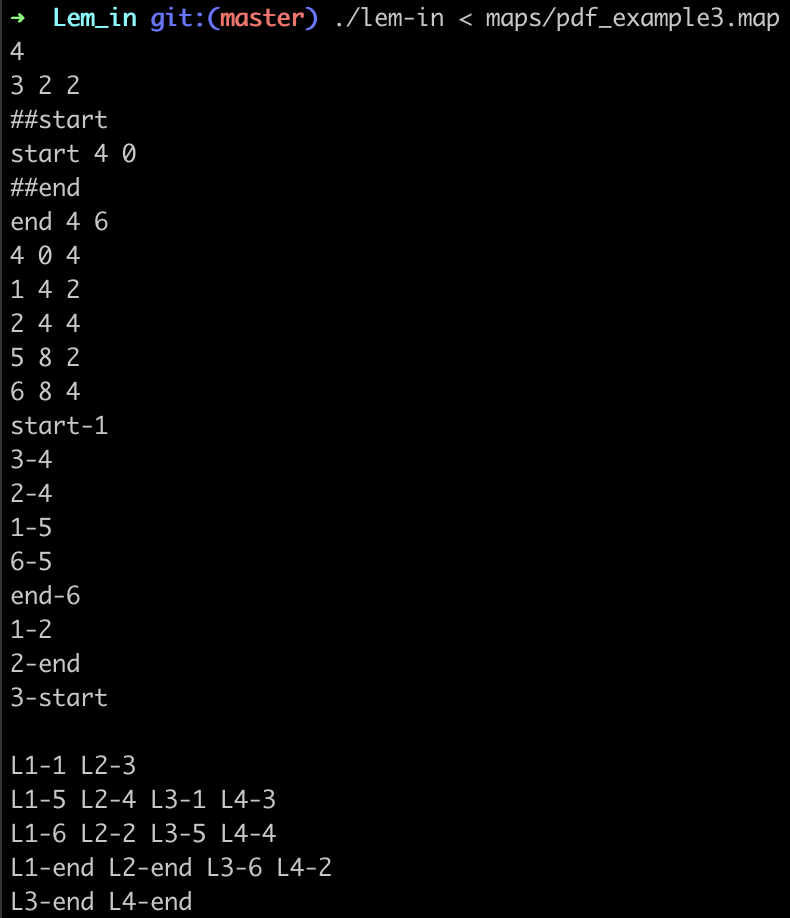 ➜  Lem_in git:(master) ./lem-in < maps/pdf_example3.map
4
3 2 2
##start
start 4 0
##end
end 4 6
4 0 4
1 4 2
2 4 4
5 8 2
6 8 4
start-1
3-4
2-4
1-5
6-5
end-6
1-2
2-end
3-start

L1-1 L2-3
L1-5 L2-4 L3-1 L4-3
L1-6 L2-2 L3-5 L4-4
L1-end L2-end L3-6 L4-2
L3-end L4-end